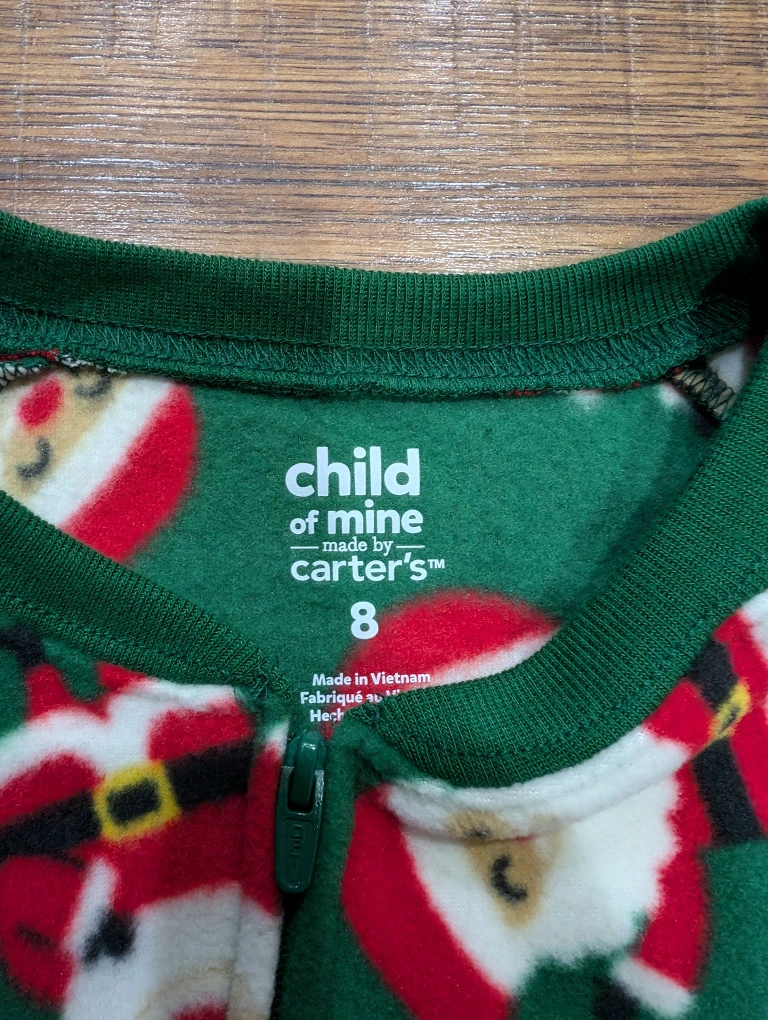 child
of mine
made by
carter's™
8
Made in Vietnam
Fabriqué au